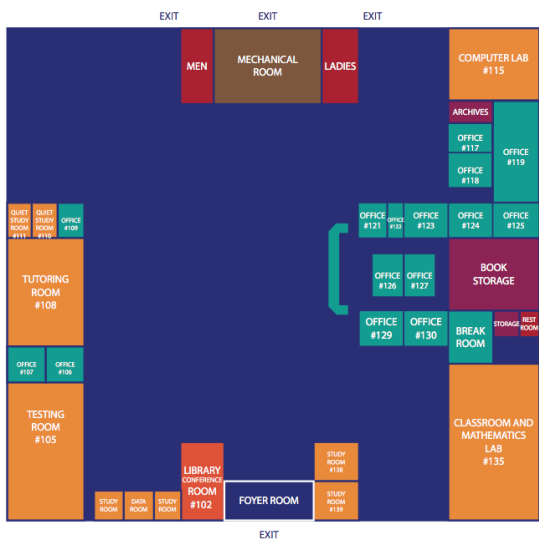 EXIT
EXIT
EXIT
MEN
MECHANICAL
ROOM
LADIES
COMPUTER LAB
#115
ARCHIVES
OFFICE
#117
OFFICE
#118
OFFICE
#119
QUIET
STUDY
ROOM
#111
QUIET
STUDY
ROOM
#110
OFFICE
#109
OFFICE
#121
OFFICE
#122
OFFICE
#123
OFFICE
#124
OFFICE
#125
TUTORING
ROOM
#108
OFFICE
#126
OFFICE
#127
BOOK
STORAGE
OFFICE
#129
OFFICE
#130
BREAK
ROOM
STORAGE
REST
ROOM
OFFICE
#107
OFFICE
#106
TESTING
ROOM
#105
CLASSROOM AND
MATHEMATICS
LAB
#135
STUDY
ROOM
DATA
ROOM
STUDY
ROOM
LIBRARY
CONFERENCE
ROOM
#102
FOYER ROOM
STUDY
ROOM
#138
STUDY
ROOM
#139
EXIT